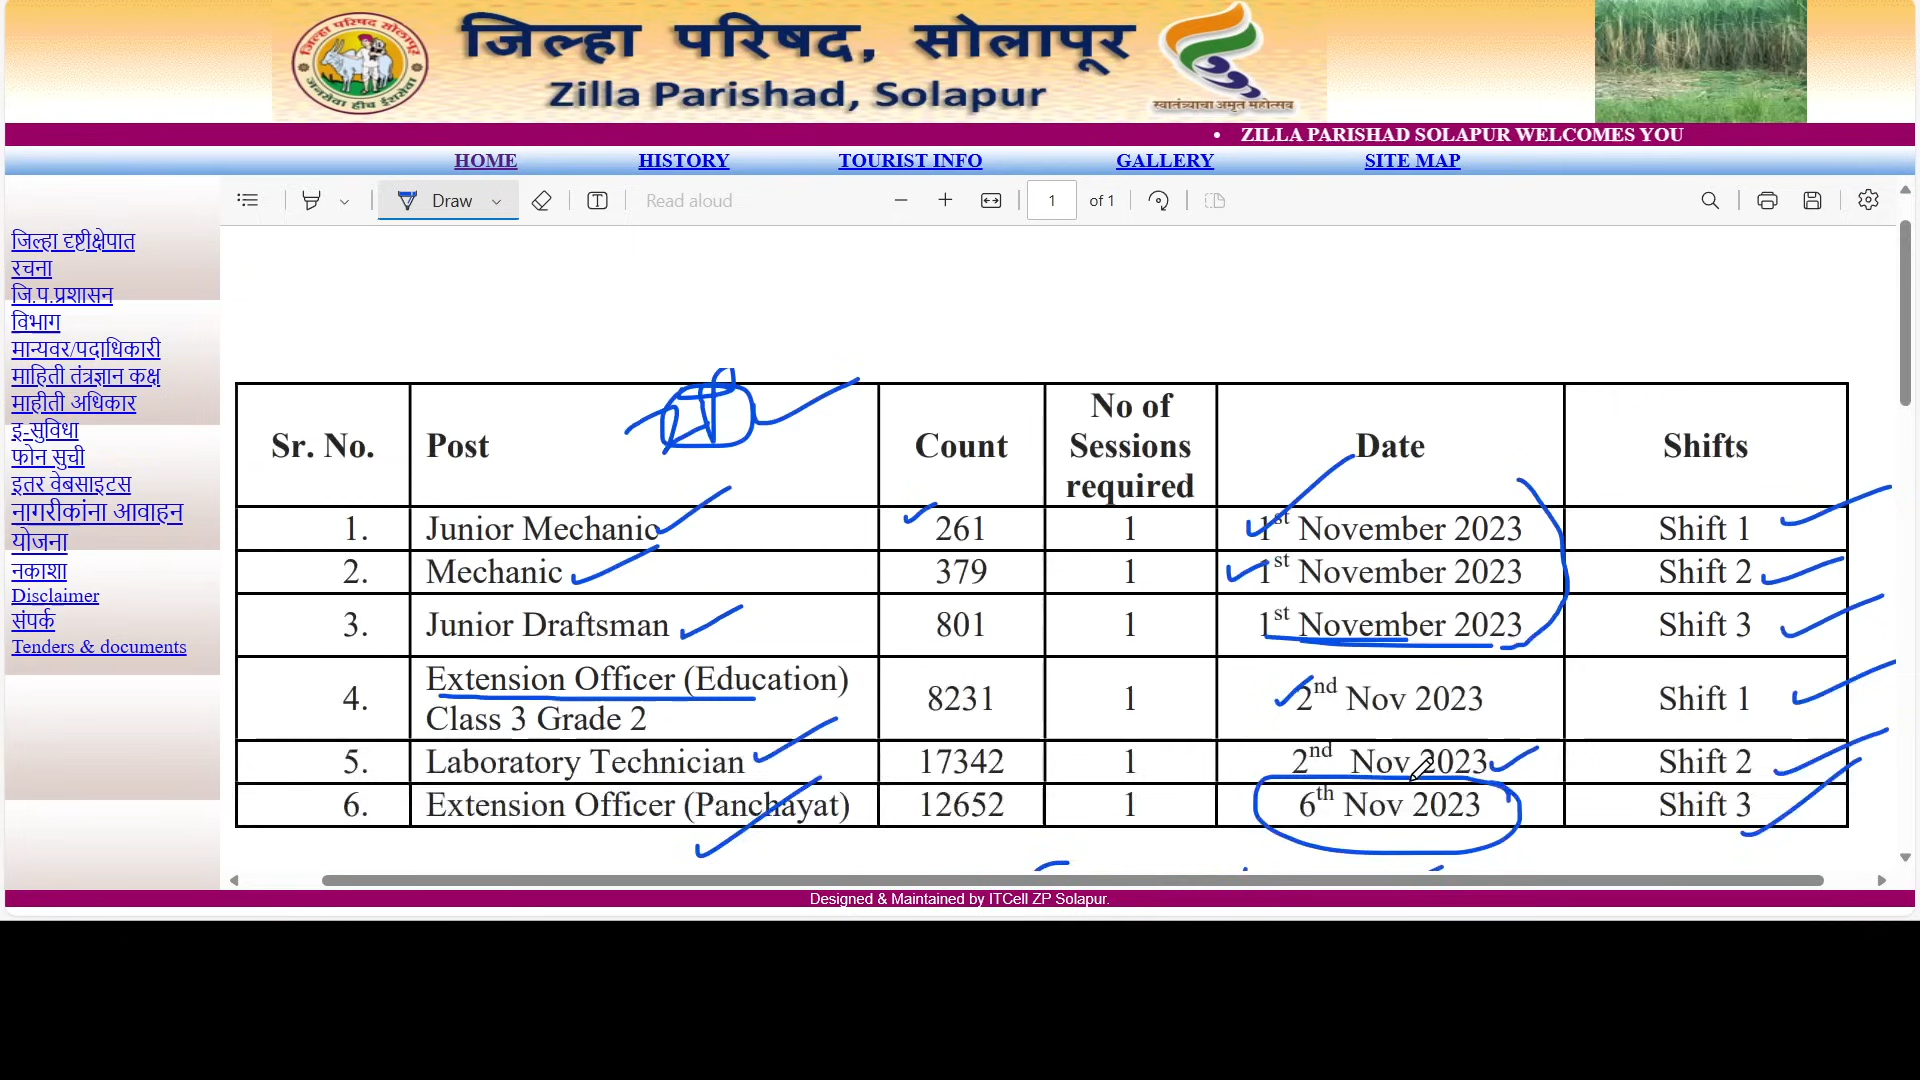 जिल्हा परिषद सोलापूर
जनसेवा हीच ईशसेवा
जिल्हा परिषद, सोलापूर
Zilla Parishad, Solapur
स्वातंत्र्याचा अमृत महोत्सव
• ZILLA PARISHAD SOLAPUR WELCOMES YOU
HOME HISTORY TOURIST INFO GALLERY SITE MAP
Draw Read aloud 1 of 1
जिल्हा दृष्टीक्षेपात
रचना
जि.प.प्रशासन
विभाग
मान्यवर/पदाधिकारी
माहिती तंत्रज्ञान कक्ष
माहीती अधिकार
इ-सुविधा
फोन सुची
इतर वेबसाइटस
नागरीकांना आवाहन
योजना
नकाशा
Disclaimer
संपर्क
Tenders & documents
Sr. No. Post Count No of Sessions required Date Shifts
1. Junior Mechanic 261 1 1st November 2023 Shift 1
2. Mechanic 379 1 1st November 2023 Shift 2
3. Junior Draftsman 801 1 1st November 2023 Shift 3
4. Extension Officer (Education) Class 3 Grade 2 8231 1 2nd Nov 2023 Shift 1
5. Laboratory Technician 17342 1 2nd Nov 2023 Shift 2
6. Extension Officer (Panchayat) 12652 1 6th Nov 2023 Shift 3
Designed & Maintained by ITCell ZP Solapur.